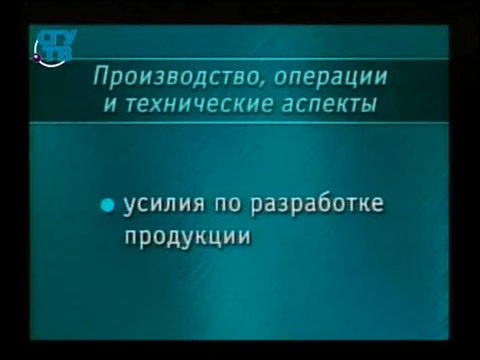 СГУ
ТВ
Производство, операции
и технические аспекты
усилия по разработке
продукции